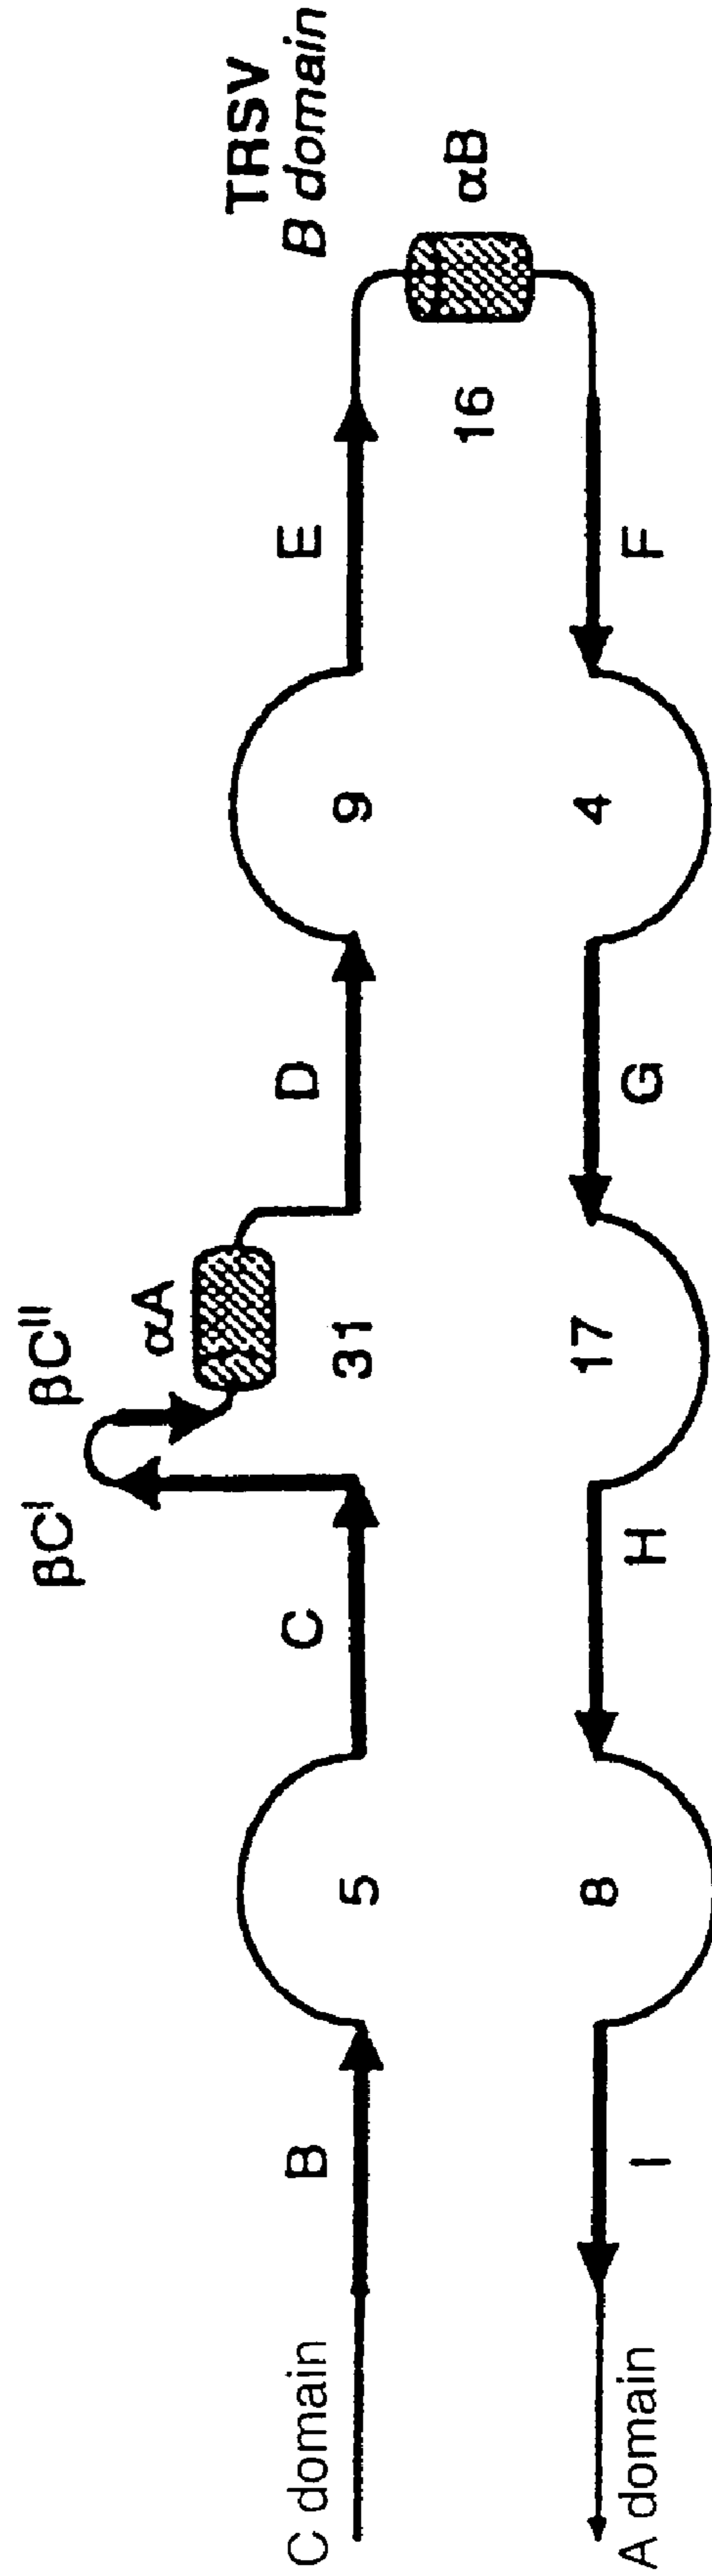 TRSV
B domain
βCᴵ
βCᴵᴵ
αA
C domain
B
C
D
E
5
31
9
16
αB
8
17
4
A domain
I
H
G
F